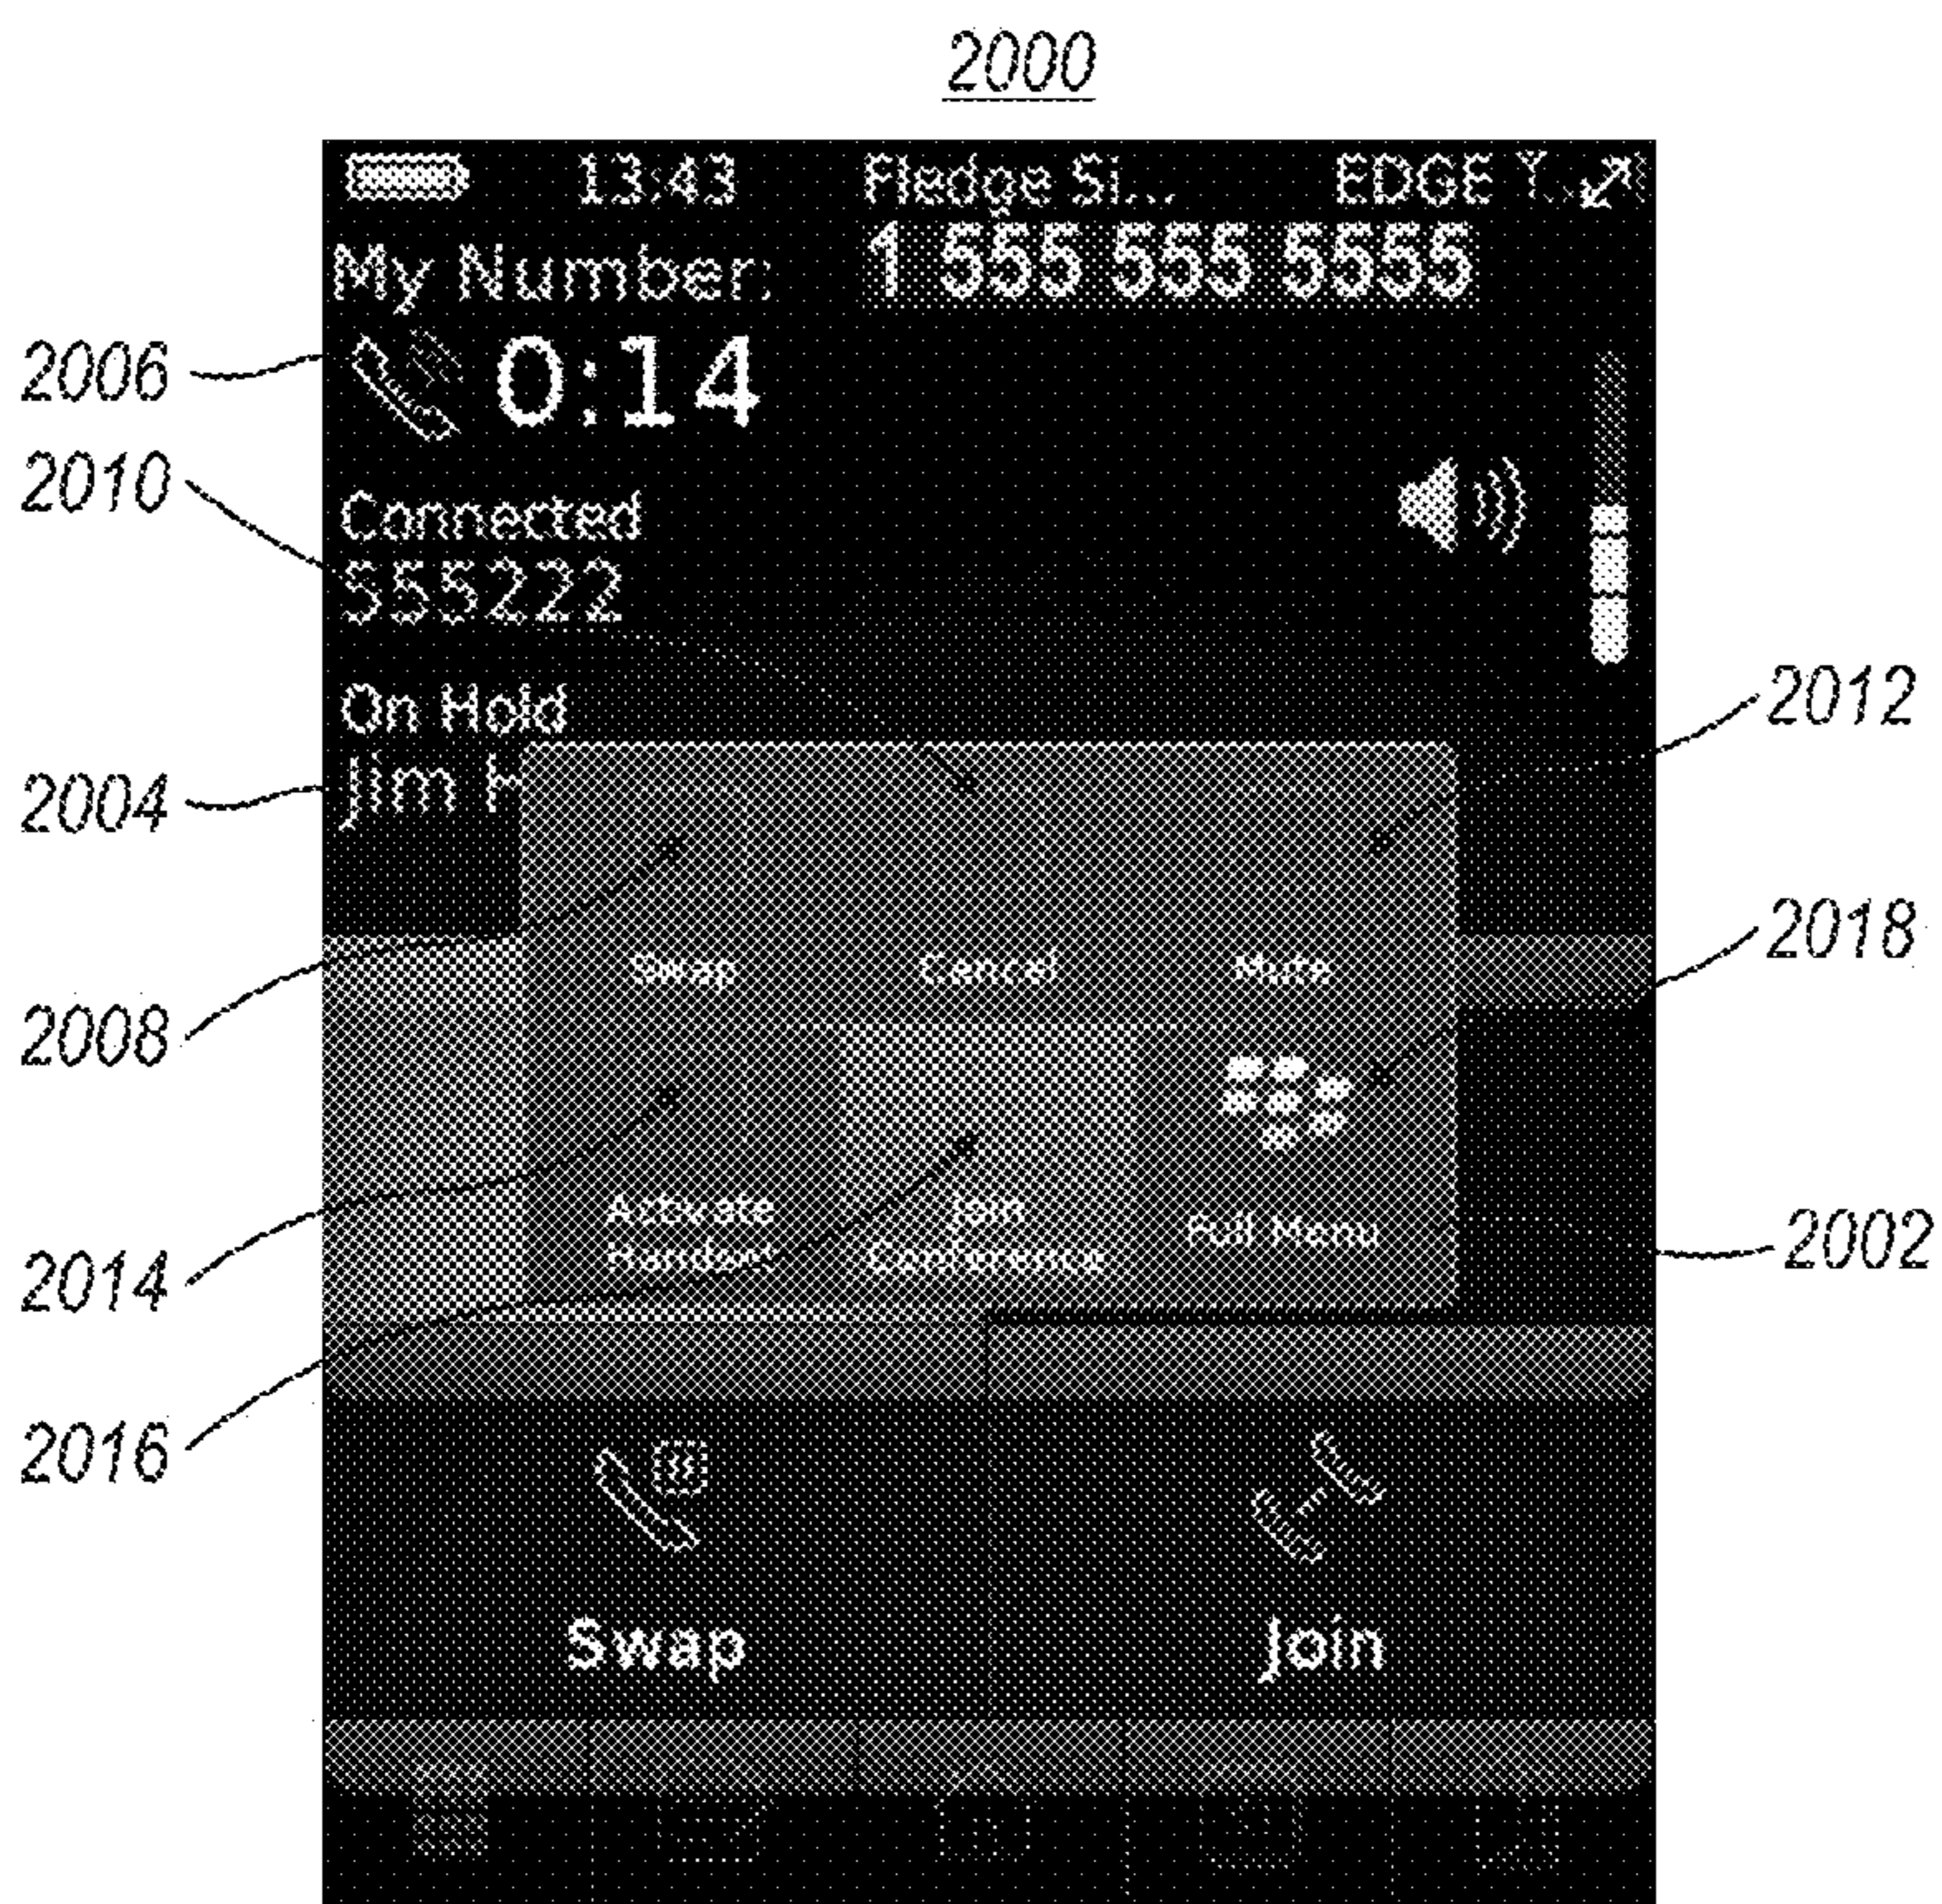 2000
13:43 Fledge Si... EDGE
My Number: 1 555 555 5555
2006
0:14
2010
Connected
555222
On Hold
2012
2004
Jim
2018
Swap Cancel Mute
2008
Activate Join Full Menu
Handset Conference
2014
2002
2016
Swap Join